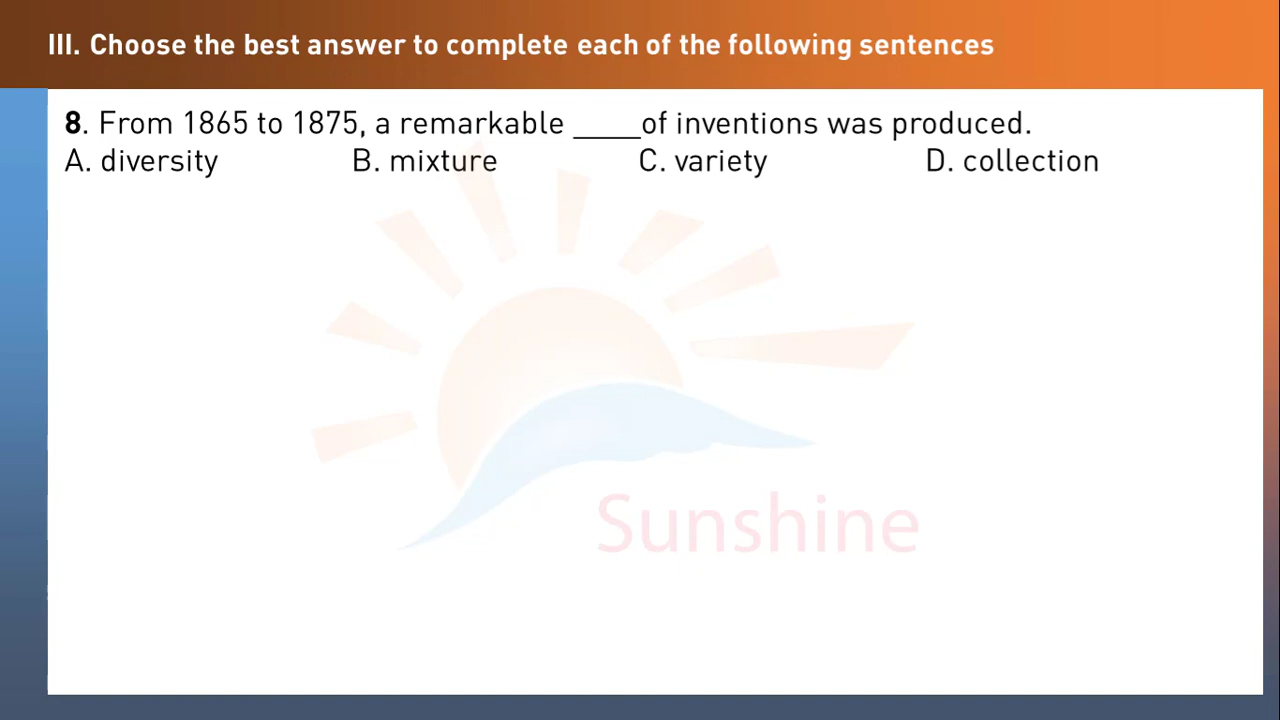 III. Choose the best answer to complete each of the following sentences
8. From 1865 to 1875, a remarkable ____of inventions was produced.
A. diversity B. mixture C. variety D. collection
Sunshine